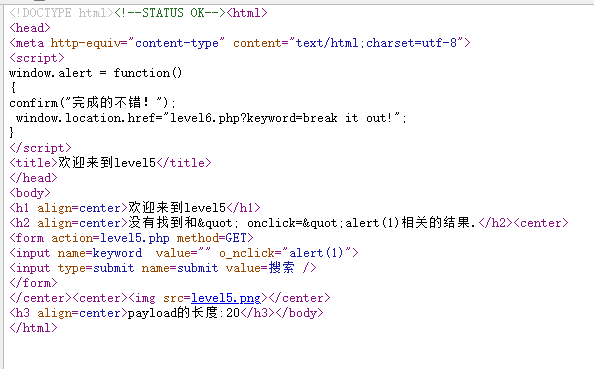 <!DOCTYPE html><!--STATUS OK--><html>
<head>
<meta http-equiv="content-type" content="text/html;charset=utf-8">
<script>
window.alert = function()
{
confirm("完成的不错！");
 window.location.href="level6.php?keyword=break it out!";
}
</script>
<title>欢迎来到level5</title>
</head>
<body>
<h1 align=center>欢迎来到level5</h1>
<h2 align=center>没有找到和&quot; onclick=&quot;alert(1)相关的结果.</h2><center>
<form action=level5.php method=GET>
<input name=keyword  value="" o_nclick="alert(1)">
<input type=submit name=submit value=搜索 />
</form>
</center><center><img src=level5.png></center>
<h3 align=center>payload的长度:20</h3></body>
</html>